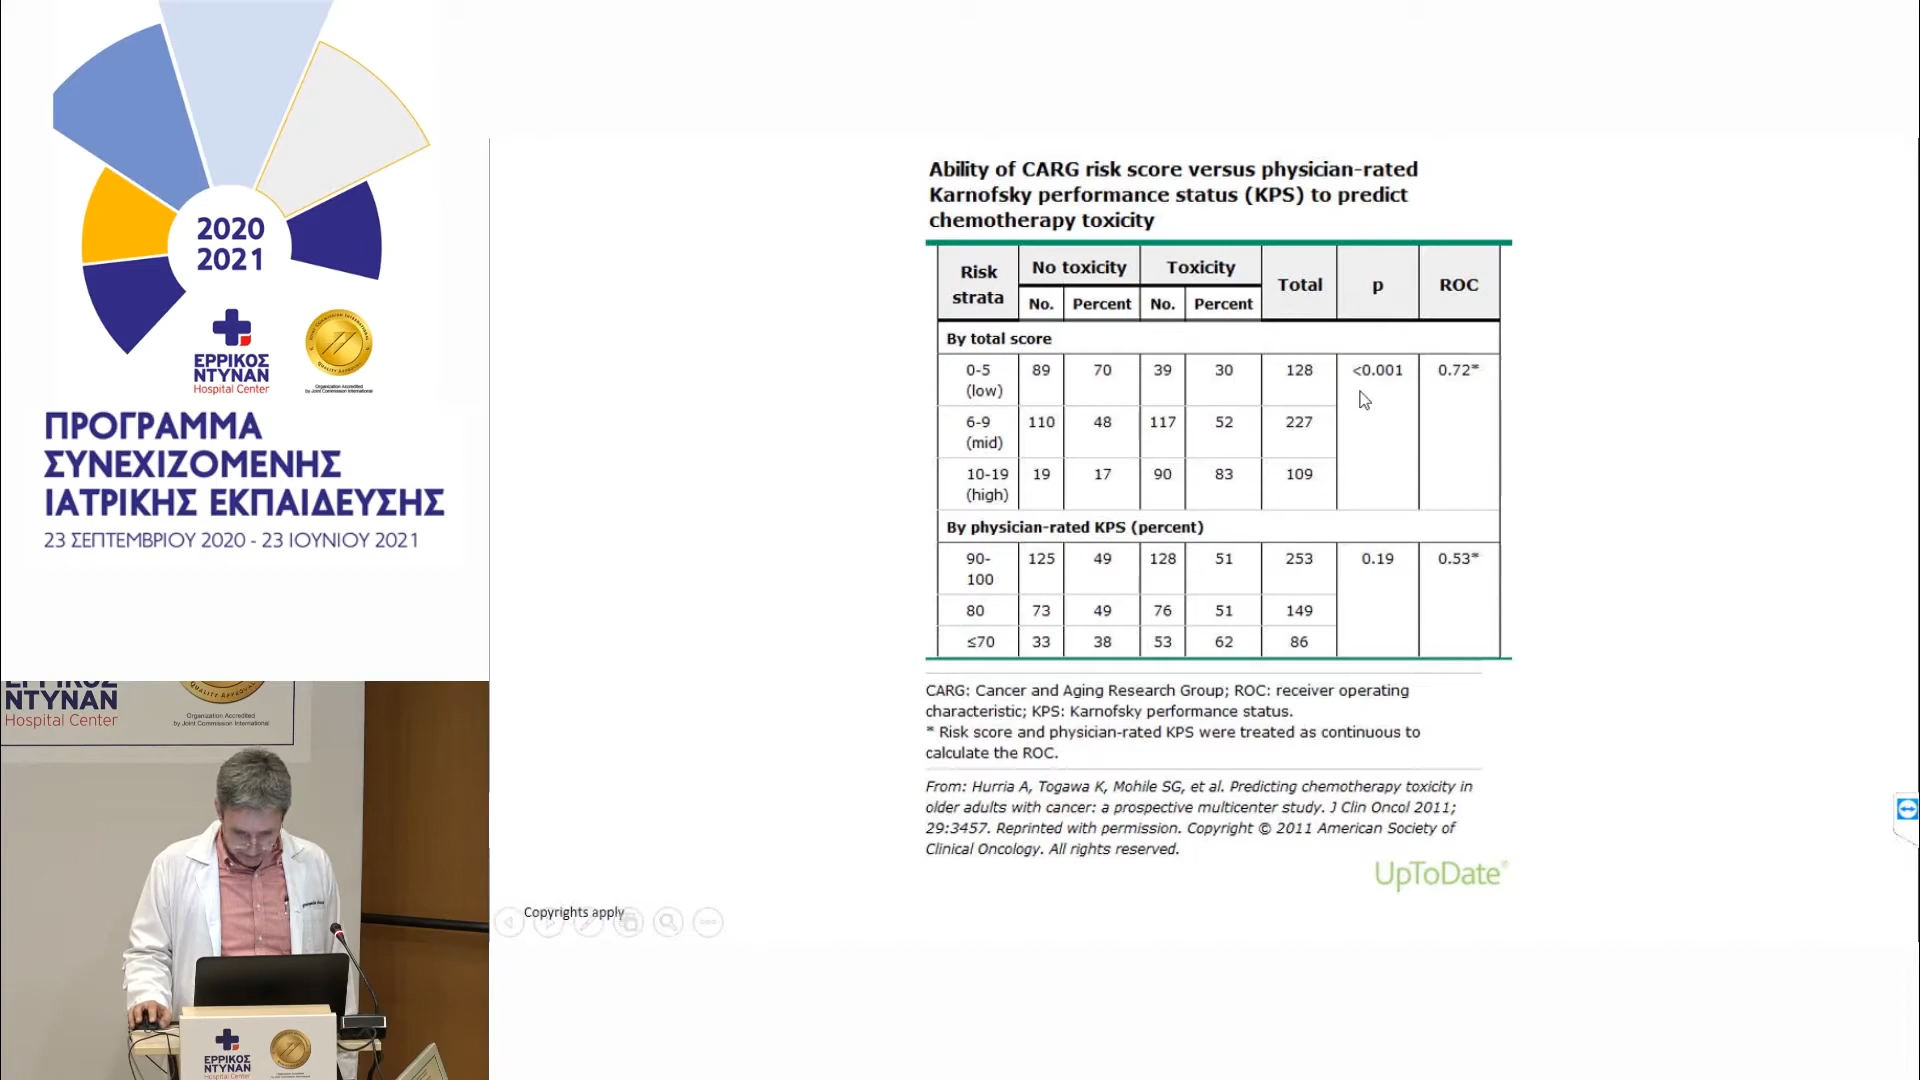 2020
2021
ΕΡΡΙΚΟΣ
ΝΤΥΝΑΝ
Hospital Center
QUALITY APPROVAL
Organization Accredited
by Joint Commission International
ΠΡΟΓΡΑΜΜΑ
ΣΥΝΕΧΙΖΟΜΕΝΗΣ
ΙΑΤΡΙΚΗΣ ΕΚΠΑΙΔΕΥΣΗΣ
23 ΣΕΠΤΕΜΒΡΙΟΥ 2020 - 23 ΙΟΥΝΙΟΥ 2021
Ability of CARG risk score versus physician-rated
Karnofsky performance status (KPS) to predict
chemotherapy toxicity
Risk strata No toxicity Toxicity Total p ROC
No. Percent No. Percent
By total score
0-5 (low) 89 70 39 30 128 <0.001 0.72*
6-9 (mid) 110 48 117 52 227
10-19 (high) 19 17 90 83 109
By physician-rated KPS (percent)
90-100 125 49 128 51 253 0.19 0.53*
80 73 49 76 51 149
≤70 33 38 53 62 86
CARG: Cancer and Aging Research Group; ROC: receiver operating
characteristic; KPS: Karnofsky performance status.
* Risk score and physician-rated KPS were treated as continuous to
calculate the ROC.
From: Hurria A, Togawa K, Mohile SG, et al. Predicting chemotherapy toxicity in
older adults with cancer: a prospective multicenter study. J Clin Oncol 2011;
29:3457. Reprinted with permission. Copyright © 2011 American Society of
Clinical Oncology. All rights reserved.
UpToDate®
Copyrights apply
ΕΡΡΙΚΟΣ
ΝΤΥΝΑΝ
Hospital Center
QUALITY APPROVAL
Organization Accredited
by Joint Commission International
ΕΡΡΙΚΟΣ
ΝΤΥΝΑΝ
Hospital Center